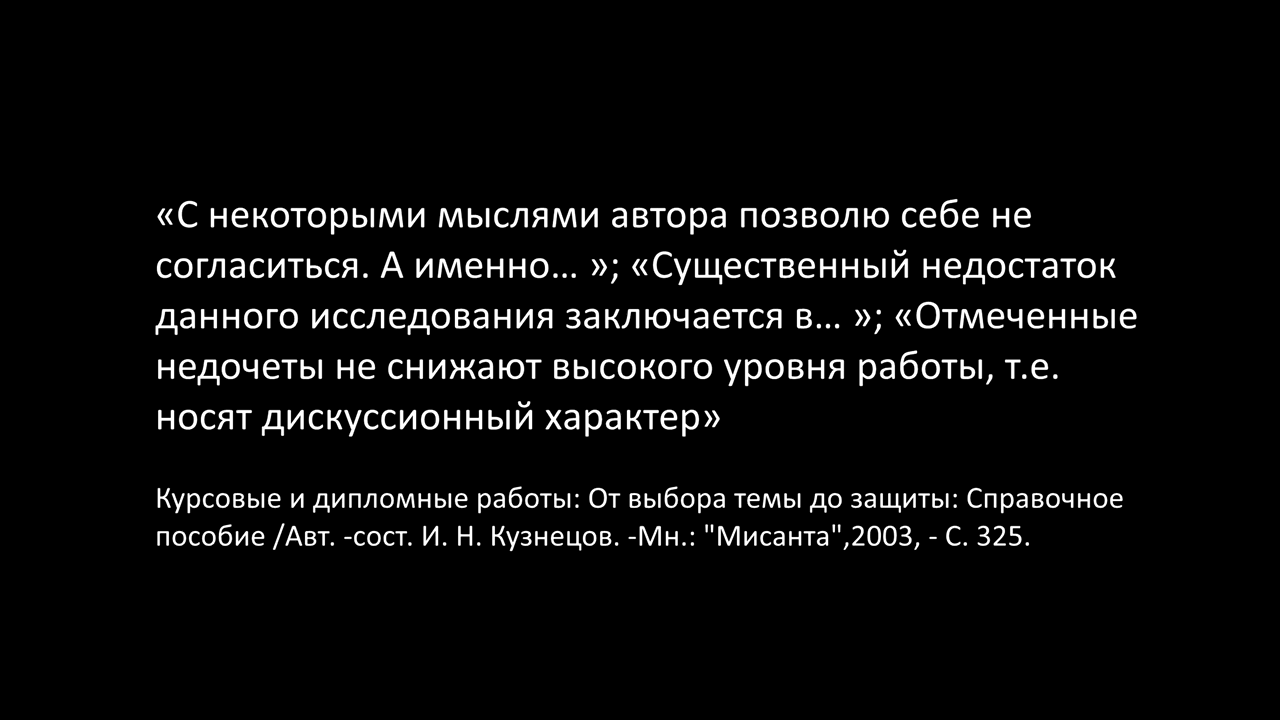 «С некоторыми мыслями автора позволю себе не
согласиться. А именно... »; «Существенный недостаток
данного исследования заключается в... »; «Отмеченные
недочеты не снижают высокого уровня работы, т.е.
носят дискуссионный характер»
Курсовые и дипломные работы: От выбора темы до защиты: Справочное
пособие /Авт. -сост. И. Н. Кузнецов. -Мн.: "Мисанта",2003, - С. 325.